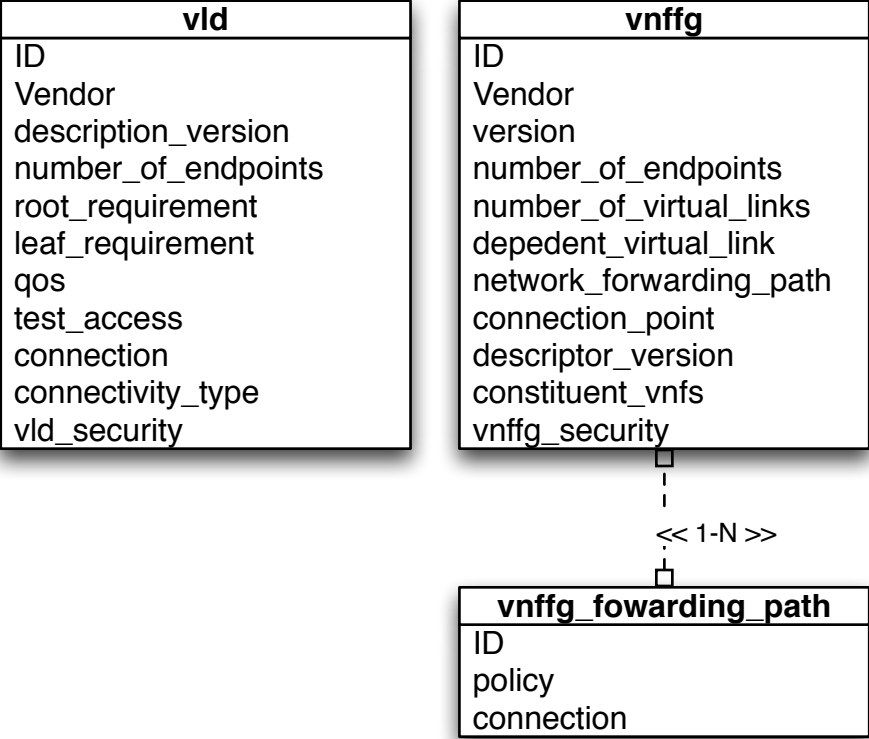 vld
ID
Vendor
description_version
number_of_endpoints
root_requirement
leaf_requirement
qos
test_access
connection
connectivity_type
vld_security
vnffg
ID
Vendor
version
number_of_endpoints
number_of_virtual_links
depedent_virtual_link
network_forwarding_path
connection_point
descriptor_version
constituent_vnfs
vnffg_security
<< 1-N >>
vnffg_fowarding_path
ID
policy
connection